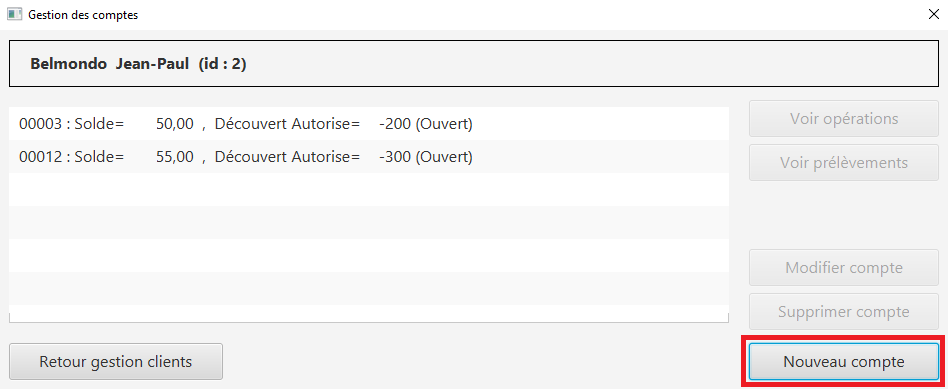 Gestion des comptes
Belmondo Jean-Paul (id : 2)
00003 : Solde= 50,00 , Découvert Autorise= -200 (Ouvert)
00012 : Solde= 55,00 , Découvert Autorise= -300 (Ouvert)
Voir opérations
Voir prélèvements
Modifier compte
Supprimer compte
Retour gestion clients
Nouveau compte